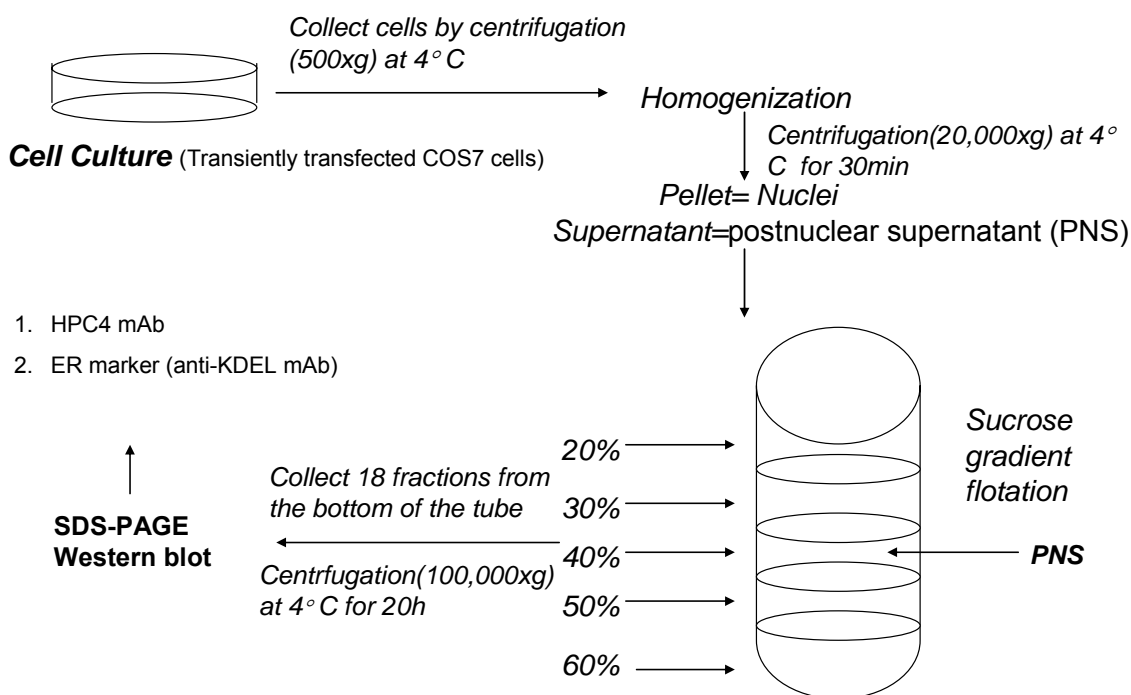 Collect cells by centrifugation
(500xg) at 4° C
Homogenization
Cell Culture (Transiently transfected COS7 cells)
Centrifugation(20,000xg) at 4°
C for 30min
Pellet= Nuclei
Supernatant=postnuclear supernatant (PNS)
1. HPC4 mAb
2. ER marker (anti-KDEL mAb)
Sucrose
gradient
flotation
20%
30%
40%
50%
60%
PNS
Collect 18 fractions from
the bottom of the tube
Centrfugation(100,000xg)
at 4° C for 20h
SDS-PAGE
Western blot